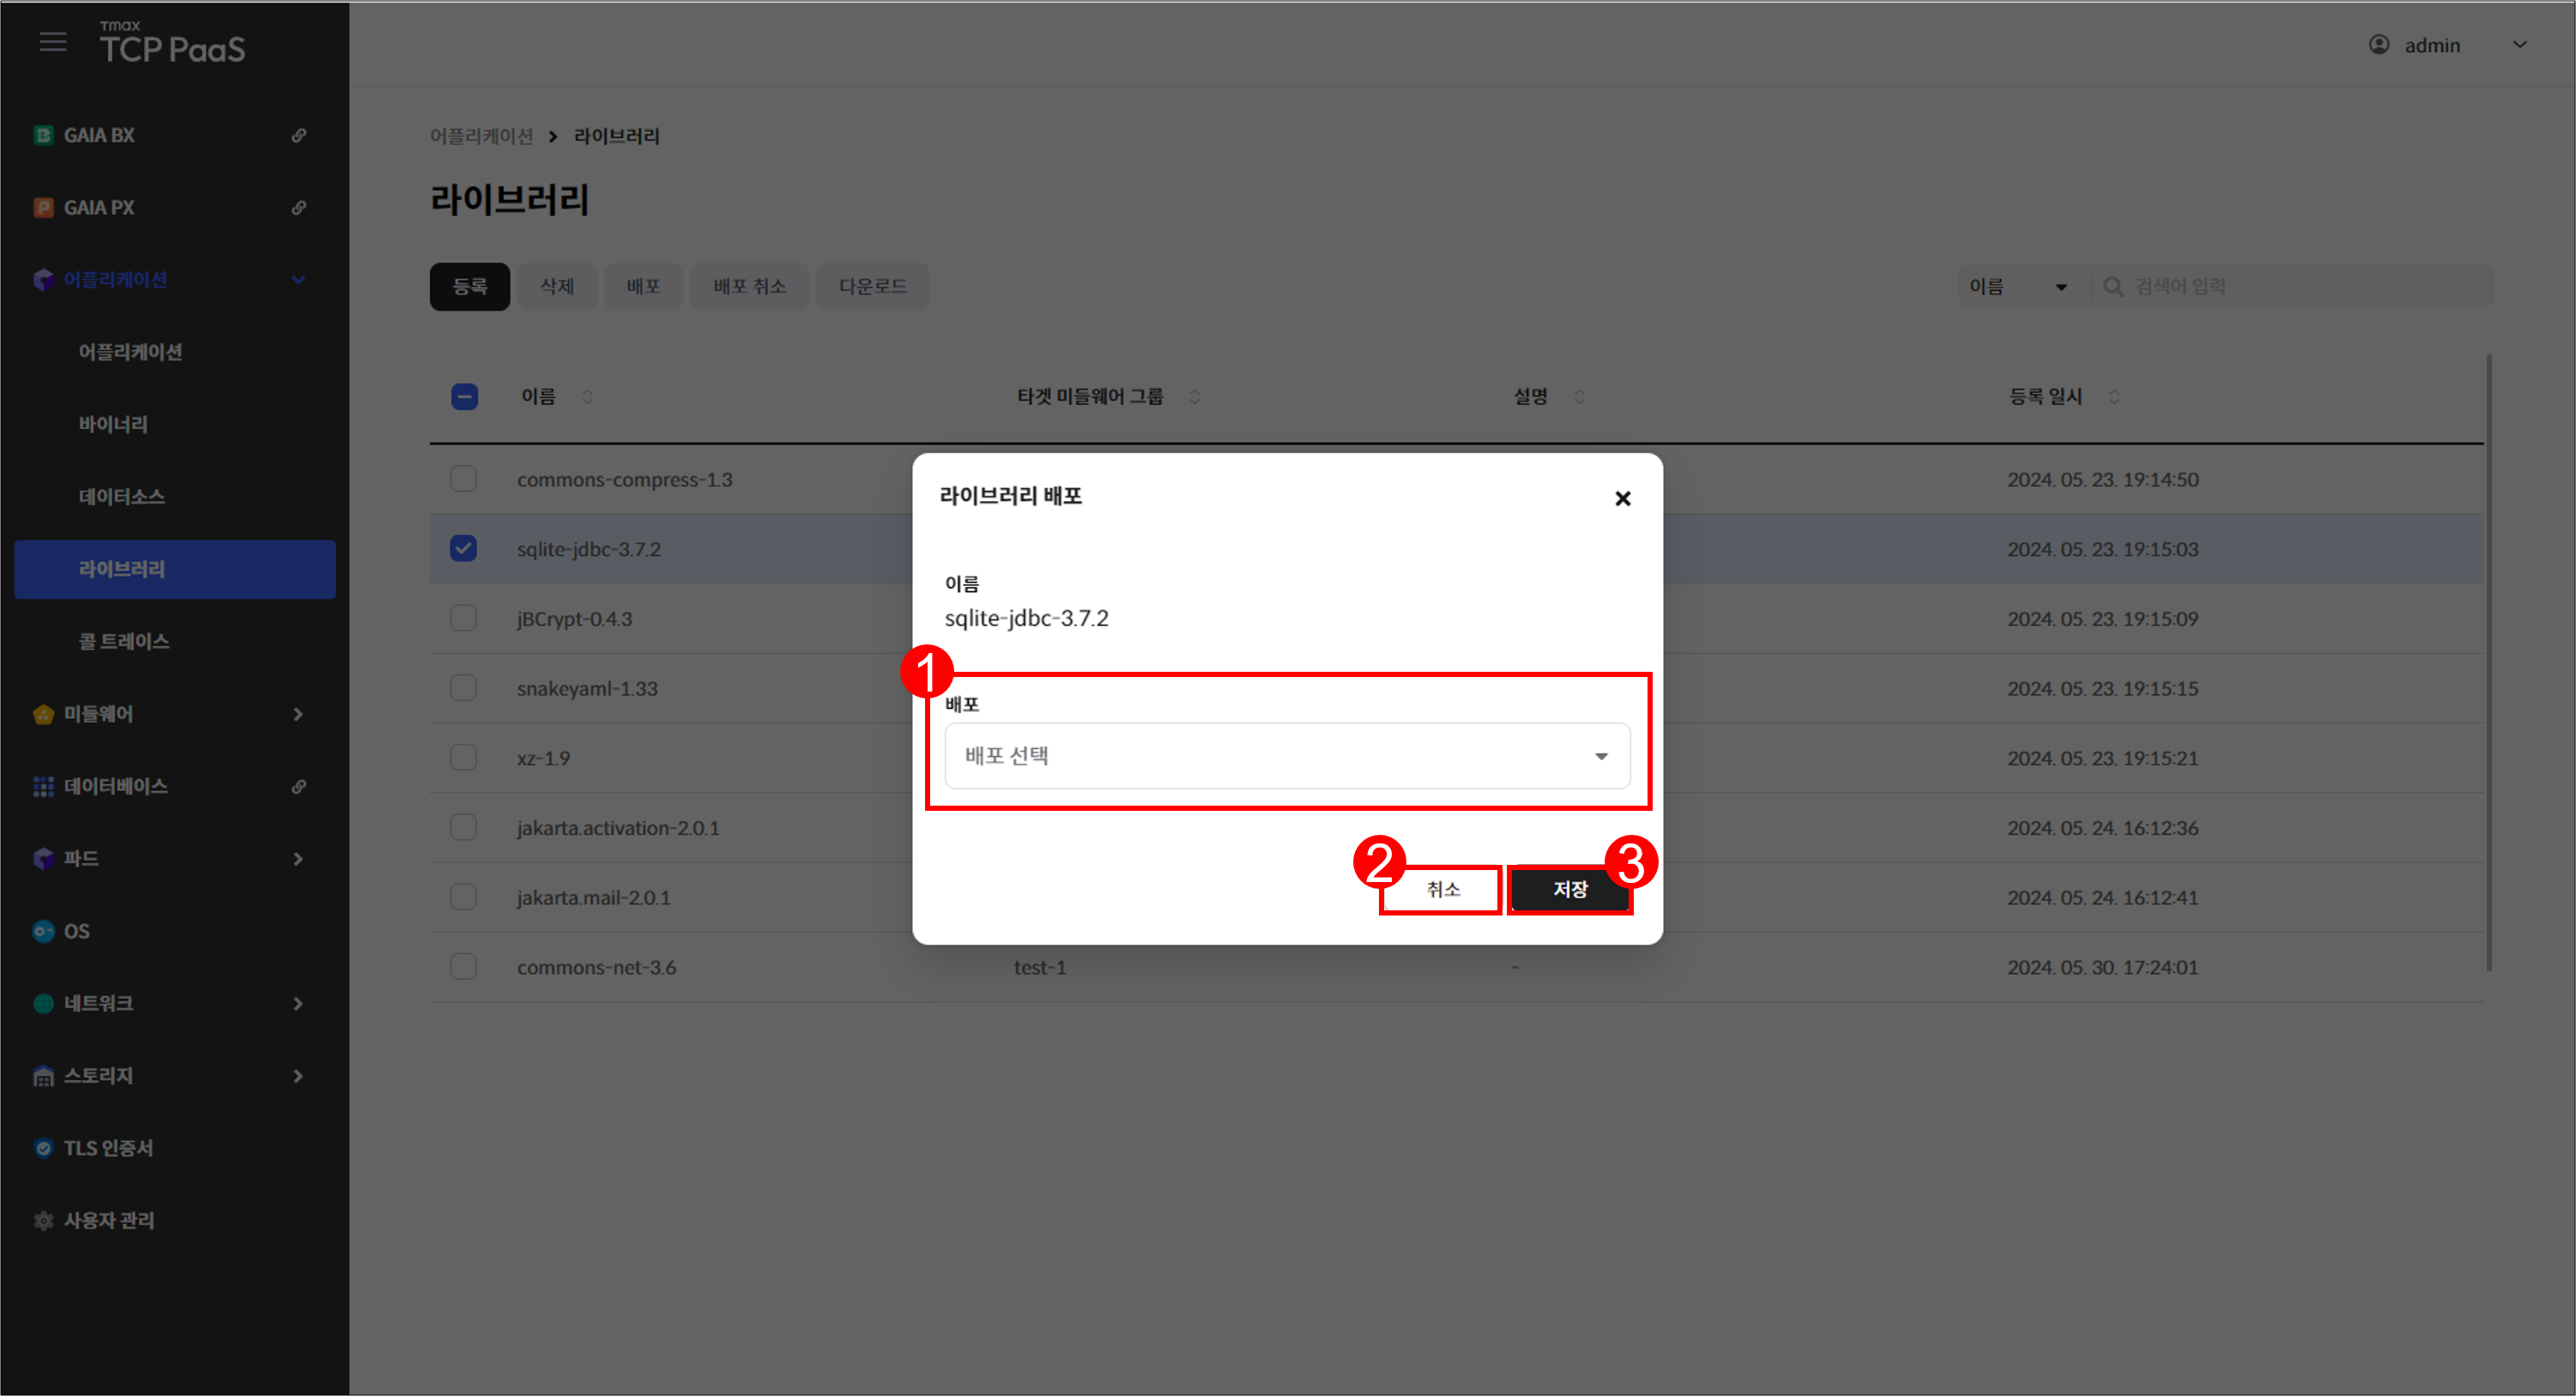 Tmax
TCP PaaS
admin
GAIA BX
GAIA PX
어플리케이션
어플리케이션
바이너리
데이터소스
라이브러리
콜 트레이스
미들웨어
데이터베이스
파드
OS
네트워크
스토리지
TLS 인증서
사용자 관리
어플리케이션 > 라이브러리
라이브러리
등록 삭제 배포 배포 취소 다운로드
이름 검색어 입력
이름 타겟 미들웨어 그룹 설명 등록 일시
commons-compress-1.3 2024. 05. 23. 19:14:50
sqlite-jdbc-3.7.2 2024. 05. 23. 19:15:03
jBCrypt-0.4.3 2024. 05. 23. 19:15:09
snakeyaml-1.33 2024. 05. 23. 19:15:15
xz-1.9 2024. 05. 23. 19:15:21
jakarta.activation-2.0.1 2024. 05. 24. 16:12:36
jakarta.mail-2.0.1 2024. 05. 24. 16:12:41
commons-net-3.6 test-1 - 2024. 05. 30. 17:24:01
라이브러리 배포
이름
sqlite-jdbc-3.7.2
1
배포
배포 선택
2 취소
3 저장